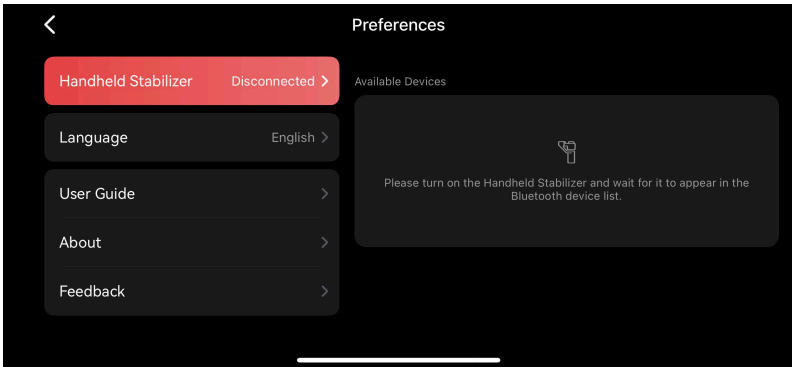 Preferences
Handheld Stabilizer Disconnected
Language English
User Guide
About
Feedback
Available Devices
Please turn on the Handheld Stabilizer and wait for it to appear in the
Bluetooth device list.